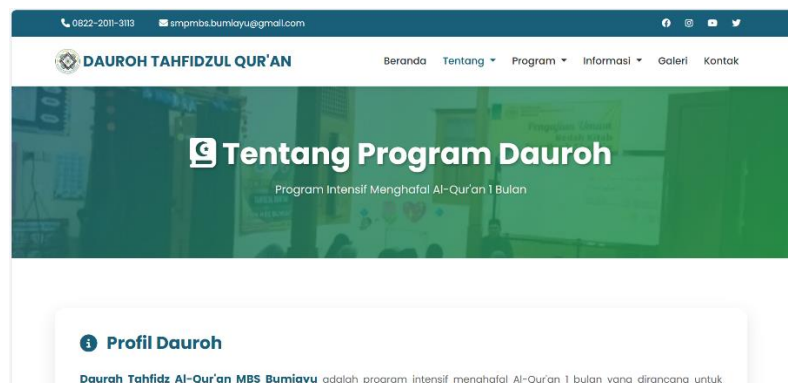 0822-2011-3113 smpmbs.bumiayu@gmail.com
DAUROH TAHFIDZUL QUR'AN Beranda Tentang Program Informasi Galeri Kontak
Tentang Program Dauroh
Program Intensif Menghafal Al-Qur'an 1 Bulan
Profil Dauroh
Daurah Tahfidz Al-Qur'an MBS Bumiayu adalah program intensif menghafal Al-Qur'an 1 bulan yang dirancang untuk